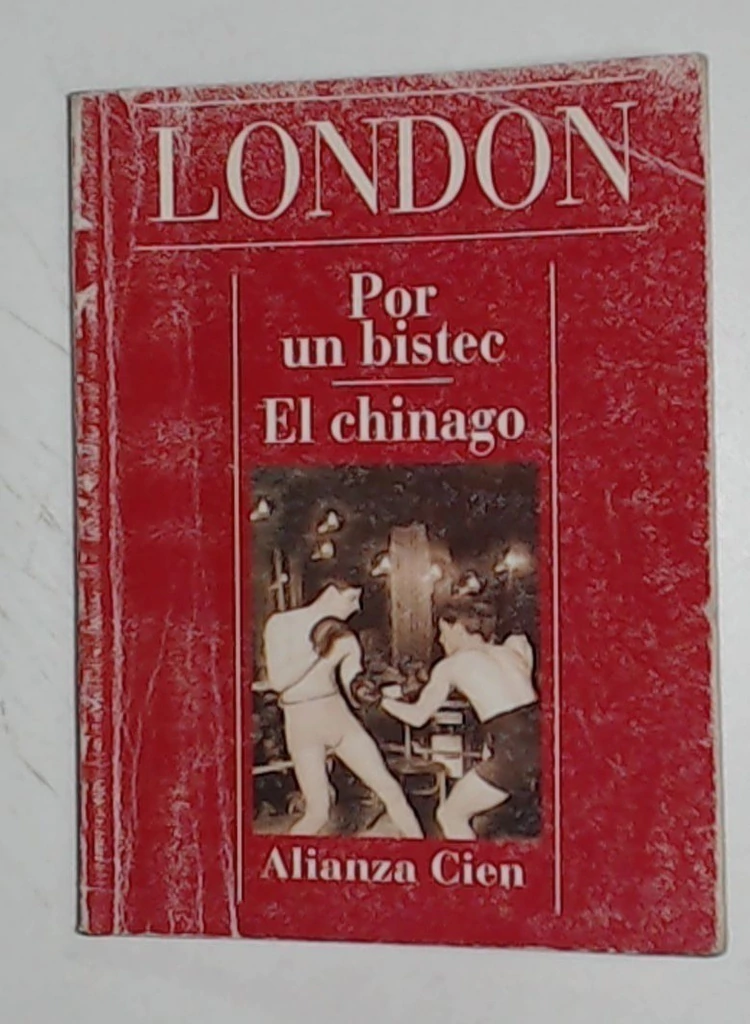 LONDON
Por
un bistec
El chinago
Alianza Cien